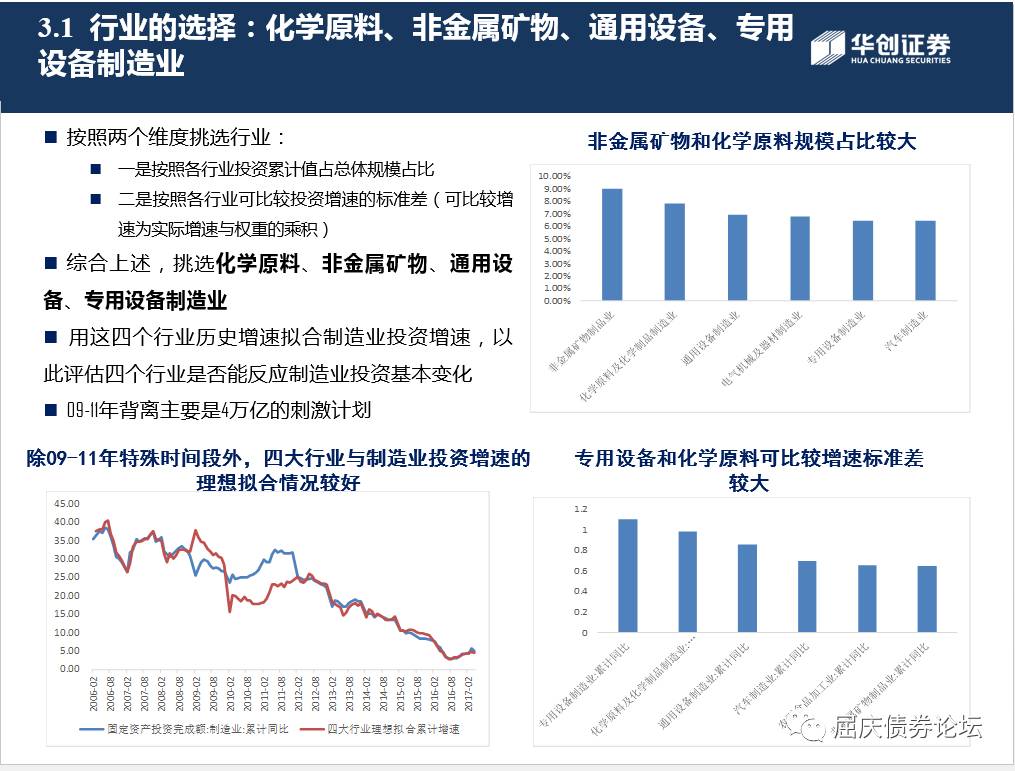 3.1 行业的选择：化学原料、非金属矿物、通用设备、专用
设备制造业
华创证券
HUA CHUANG SECURITIES
按照两个维度挑选行业：
一是按照各行业投资累计值占总体规模占比
二是按照各行业可比较投资增速的标准差（可比较增
速为实际增速与权重的乘积）
综合上述，挑选化学原料、非金属矿物、通用设
备、专用设备制造业
用这四个行业历史增速拟合制造业投资增速，以
此评估四个行业是否能反应制造业投资基本变化
09-11年背离主要是4万亿的刺激计划
非金属矿物和化学原料规模占比较大
10.00%
9.00%
8.00%
7.00%
6.00%
5.00%
4.00%
3.00%
2.00%
1.00%
0.00%
非金属矿物制品业
化学原料及化学制品制造业
通用设备制造业
电气机械及器材制造业
专用设备制造业
汽车制造业
除09-11年特殊时间段外，四大行业与制造业投资增速的
理想拟合情况较好
45.00
40.00
35.00
30.00
25.00
20.00
15.00
10.00
5.00
0.00
2006-02
2006-08
2007-02
2007-08
2008-02
2008-08
2009-02
2009-08
2010-02
2010-08
2011-02
2011-08
2012-02
2012-08
2013-02
2013-08
2014-02
2014-08
2015-02
2015-08
2016-02
2016-08
2017-02
固定资产投资完成额:制造业:累计同比
四大行业理想拟合累计增速
专用设备和化学原料可比较增速标准差
较大
1.2
1
0.8
0.6
0.4
0.2
0
专用设备制造业:累计同比
化学原料及化学制品制造业:…
通用设备制造业:累计同比
汽车制造业:累计同比
农副食品加工业:累计同比
矿物制品业:累计同比
屈庆债券论坛